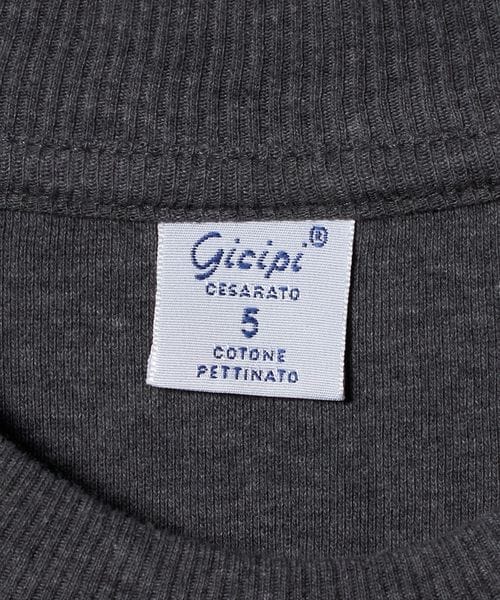 Gicipi®
CESARATO
5
COTONE
PETTINATO